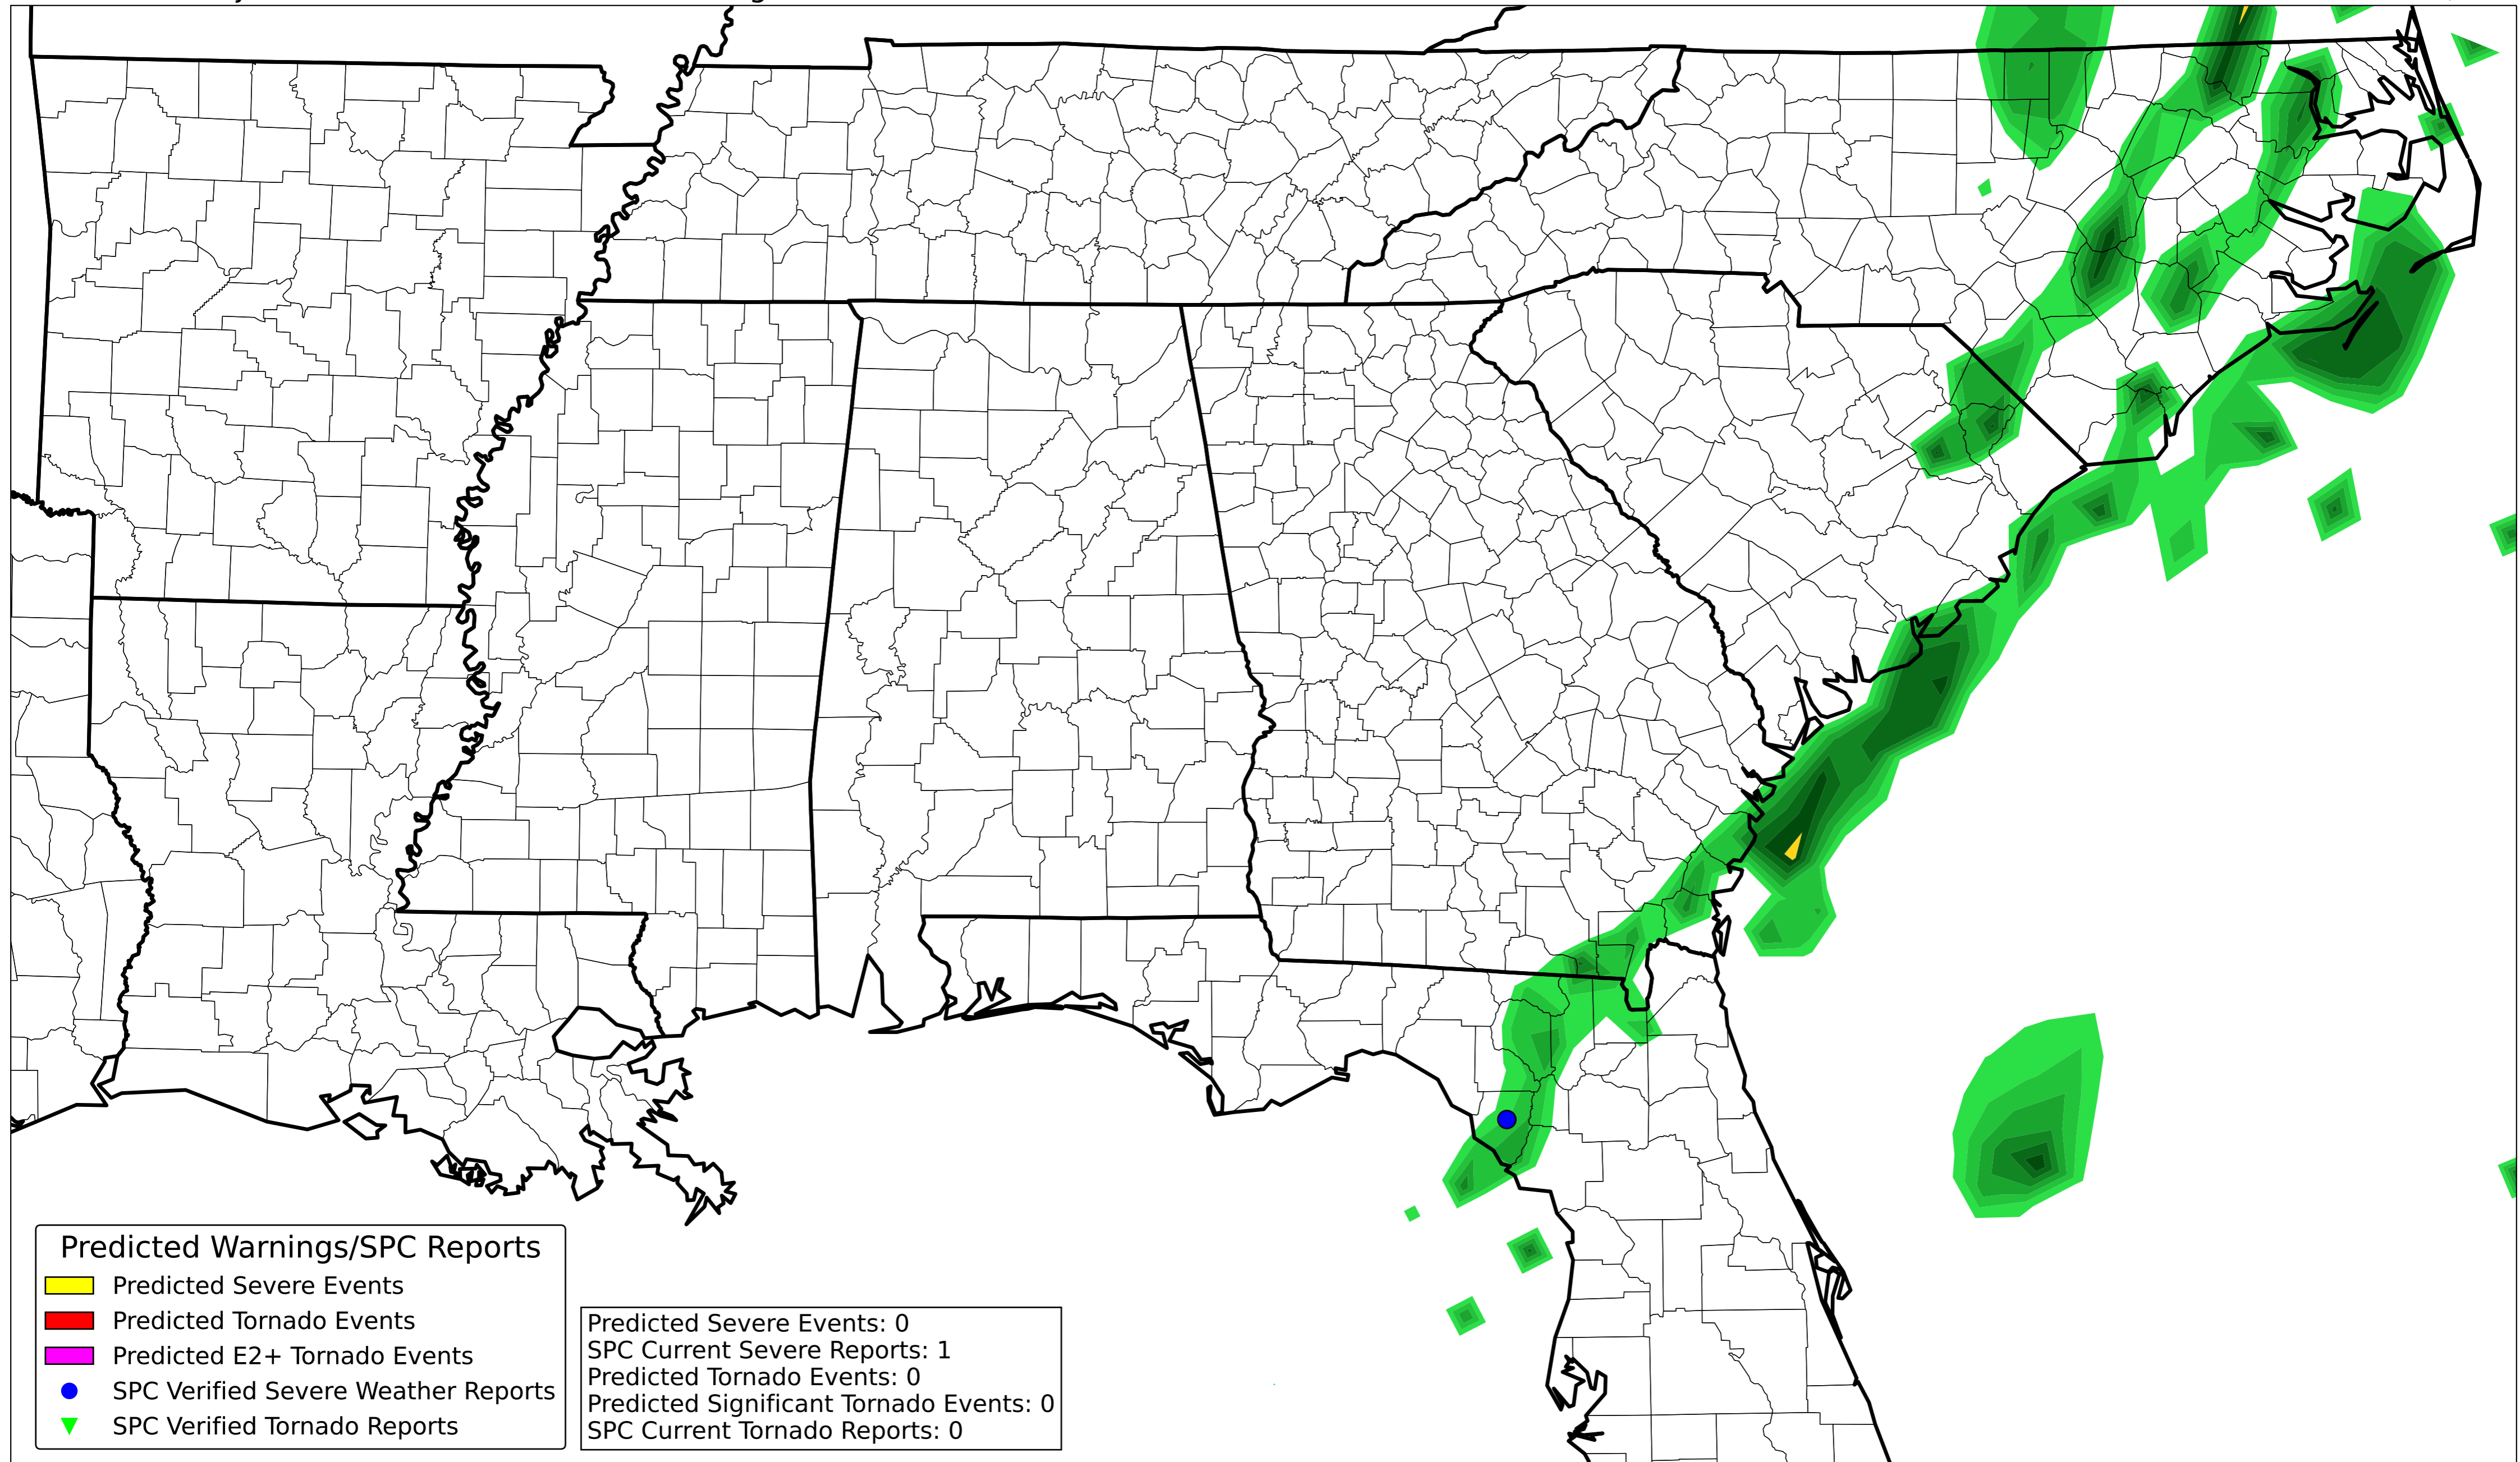 Predicted Warnings/SPC Reports
Predicted Severe Events
Predicted Tornado Events
Predicted E2+ Tornado Events
SPC Verified Severe Weather Reports
SPC Verified Tornado Reports
Predicted Severe Events: 0
SPC Current Severe Reports: 1
Predicted Tornado Events: 0
Predicted Significant Tornado Events: 0
SPC Current Tornado Reports: 0